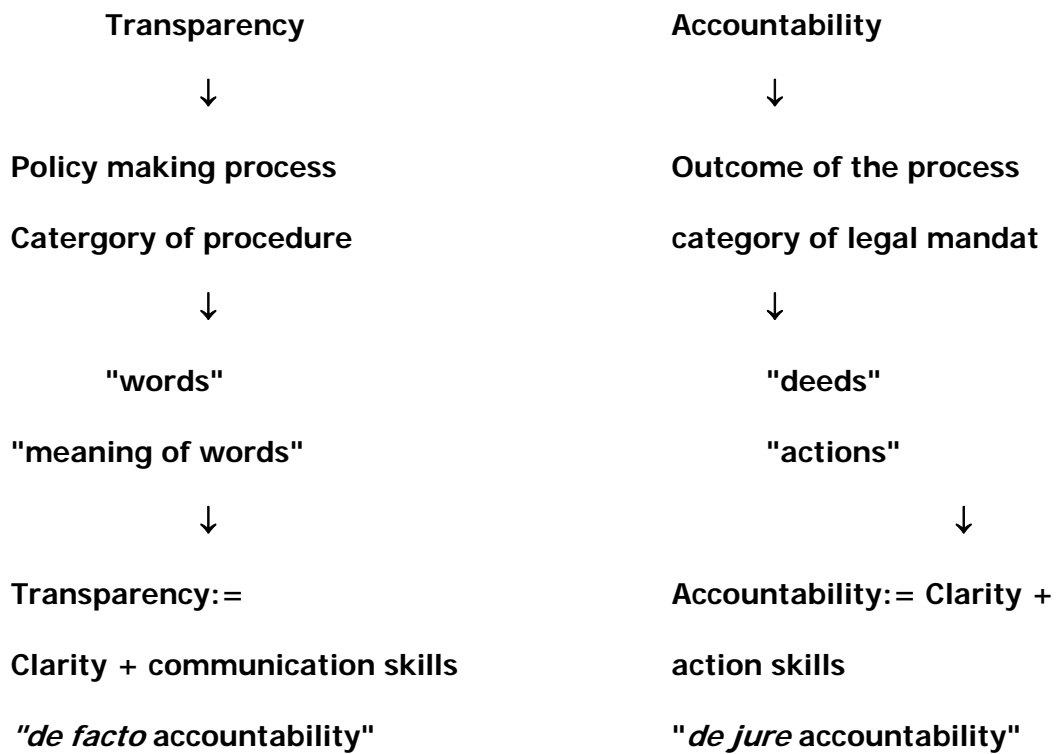 Transparency
↓
Policy making process
Catergory of procedure
↓
"words"
"meaning of words"
↓
Transparency:=
Clarity + communication skills
"de facto accountability"
Accountability
↓
Outcome of the process
category of legal mandat
↓
"deeds"
"actions"
↓
Accountability:= Clarity +
action skills
"de jure accountability"